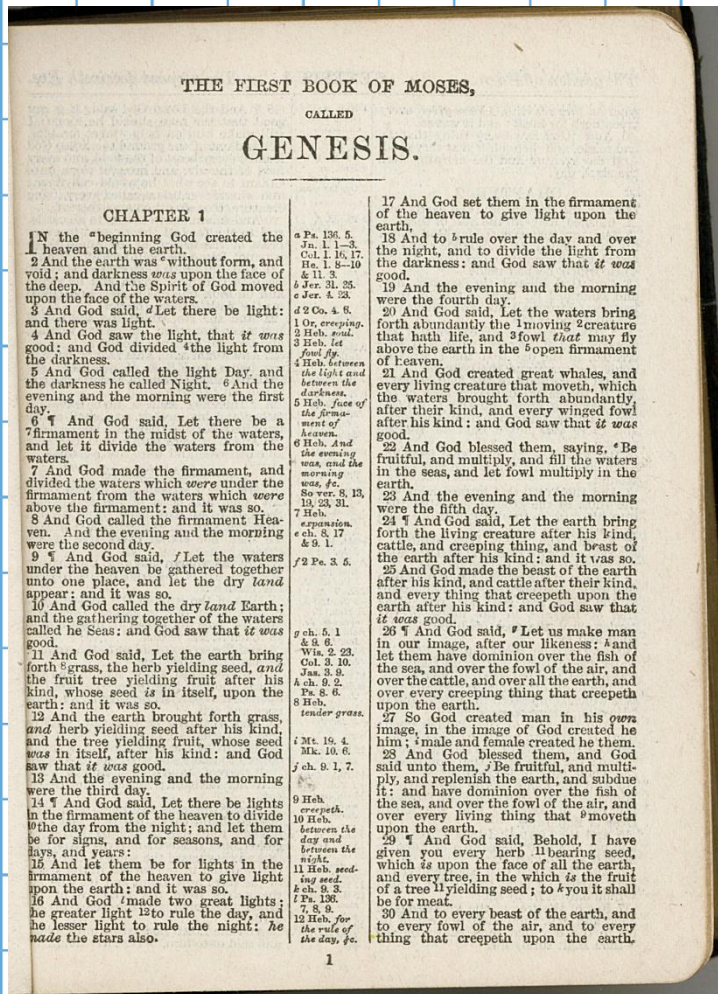 THE FIRST BOOK OF MOSES,
CALLED
GENESIS.
CHAPTER 1
IN the ᵃbeginning God created the
heaven and the earth.
2 And the earth was ᶜwithout form, and
void; and darkness was upon the face of
the deep. And the Spirit of God moved
upon the face of the waters.
3 And God said, ᵈLet there be light:
and there was light.
4 And God saw the light, that it was
good: and God divided ⁴the light from
the darkness.
5 And God called the light Day, and
the darkness he called Night. ⁶And the
evening and the morning were the first
day.
6 ¶ And God said, Let there be a
⁷firmament in the midst of the waters,
and let it divide the waters from the
waters.
7 And God made the firmament, and
divided the waters which were under the
firmament from the waters which were
above the firmament: and it was so.
8 And God called the firmament Hea-
ven. And the evening and the morning
were the second day.
9 ¶ And God said, ᶠLet the waters
under the heaven be gathered together
unto one place, and let the dry land
appear: and it was so.
10 And God called the dry land Earth;
and the gathering together of the waters
called he Seas: and God saw that it was
good.
11 And God said, Let the earth bring
forth ⁸grass, the herb yielding seed, and
the fruit tree yielding fruit after his
kind, whose seed is in itself, upon the
earth: and it was so.
12 And the earth brought forth grass,
and herb yielding seed after his kind,
and the tree yielding fruit, whose seed
was in itself, after his kind: and God
saw that it was good.
13 And the evening and the morning
were the third day.
14 ¶ And God said, Let there be lights
in the firmament of the heaven to divide
¹⁰the day from the night; and let them
be for signs, and for seasons, and for
days, and years:
15 And let them be for lights in the
firmament of the heaven to give light
upon the earth: and it was so.
16 And God ˡmade two great lights;
the greater light ¹²to rule the day, and
the lesser light to rule the night: he
made the stars also.
a Ps. 136. 5.
Jn. 1. 1—3.
Col. 1. 16, 17.
He. 1. 8—10
& 11. 3.
b Jer. 31. 35.
c Jer. 4. 23.
d 2 Co. 4. 6.
1 Or, creeping.
2 Heb. soul.
3 Heb. let
fowl fly.
4 Heb. between
the light and
between the
darkness.
5 Heb. face of
the firma-
ment of
heaven.
6 Heb. And
the evening
was, and the
morning
was, &c.
So ver. 8, 13,
19, 23, 31.
7 Heb.
expansion.
e ch. 8. 17
& 9. 1.
f 2 Pe. 3. 5.
g ch. 5. 1
& 9. 6.
Wis. 2. 23.
Col. 3. 10.
Jas. 3. 9.
h ch. 9. 2.
Ps. 8. 6.
8 Heb.
tender grass.
i Mt. 19. 4.
Mk. 10. 6.
j ch. 9. 1, 7.
9 Heb.
creepeth.
10 Heb.
between the
day and
between the
night.
11 Heb. seed-
ing seed.
k ch. 9. 3.
l Ps. 136.
7, 8, 9.
12 Heb. for
the rule of
the day, &c.
17 And God set them in the firmament
of the heaven to give light upon the
earth,
18 And to ᵇrule over the day and over
the night, and to divide the light from
the darkness: and God saw that it was
good.
19 And the evening and the morning
were the fourth day.
20 And God said, Let the waters bring
forth abundantly the ¹moving ²creature
that hath life, and ³fowl that may fly
above the earth in the ⁵open firmament
of heaven.
21 And God created great whales, and
every living creature that moveth, which
the waters brought forth abundantly,
after their kind, and every winged fowl
after his kind: and God saw that it was
good.
22 And God blessed them, saying, ᵉBe
fruitful, and multiply, and fill the waters
in the seas, and let fowl multiply in the
earth.
23 And the evening and the morning
were the fifth day.
24 ¶ And God said, Let the earth bring
forth the living creature after his kind,
cattle, and creeping thing, and beast of
the earth after his kind: and it was so.
25 And God made the beast of the earth
after his kind, and cattle after their kind,
and every thing that creepeth upon the
earth after his kind: and God saw that
it was good.
26 ¶ And God said, ᵍLet us make man
in our image, after our likeness: ʰand
let them have dominion over the fish of
the sea, and over the fowl of the air, and
over the cattle, and over all the earth, and
over every creeping thing that creepeth
upon the earth.
27 So God created man in his own
image, in the image of God created he
him; ⁱmale and female created he them.
28 And God blessed them, and God
said unto them, ʲBe fruitful, and multi-
ply, and replenish the earth, and subdue
it: and have dominion over the fish of
the sea, and over the fowl of the air, and
over every living thing that ⁹moveth
upon the earth.
29 ¶ And God said, Behold, I have
given you every herb ¹¹bearing seed,
which is upon the face of all the earth,
and every tree, in the which is the fruit
of a tree ¹¹yielding seed; to ᵏyou it shall
be for meat.
30 And to every beast of the earth, and
to every fowl of the air, and to every
thing that creepeth upon the earth,
1